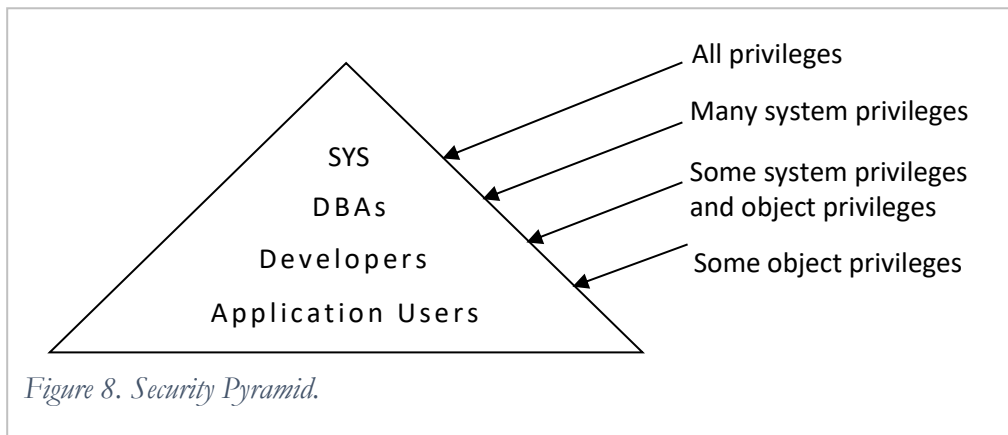 SYS
DBAs
Developers
Application Users
All privileges
Many system privileges
Some system privileges
and object privileges
Some object privileges
Figure 8. Security Pyramid.